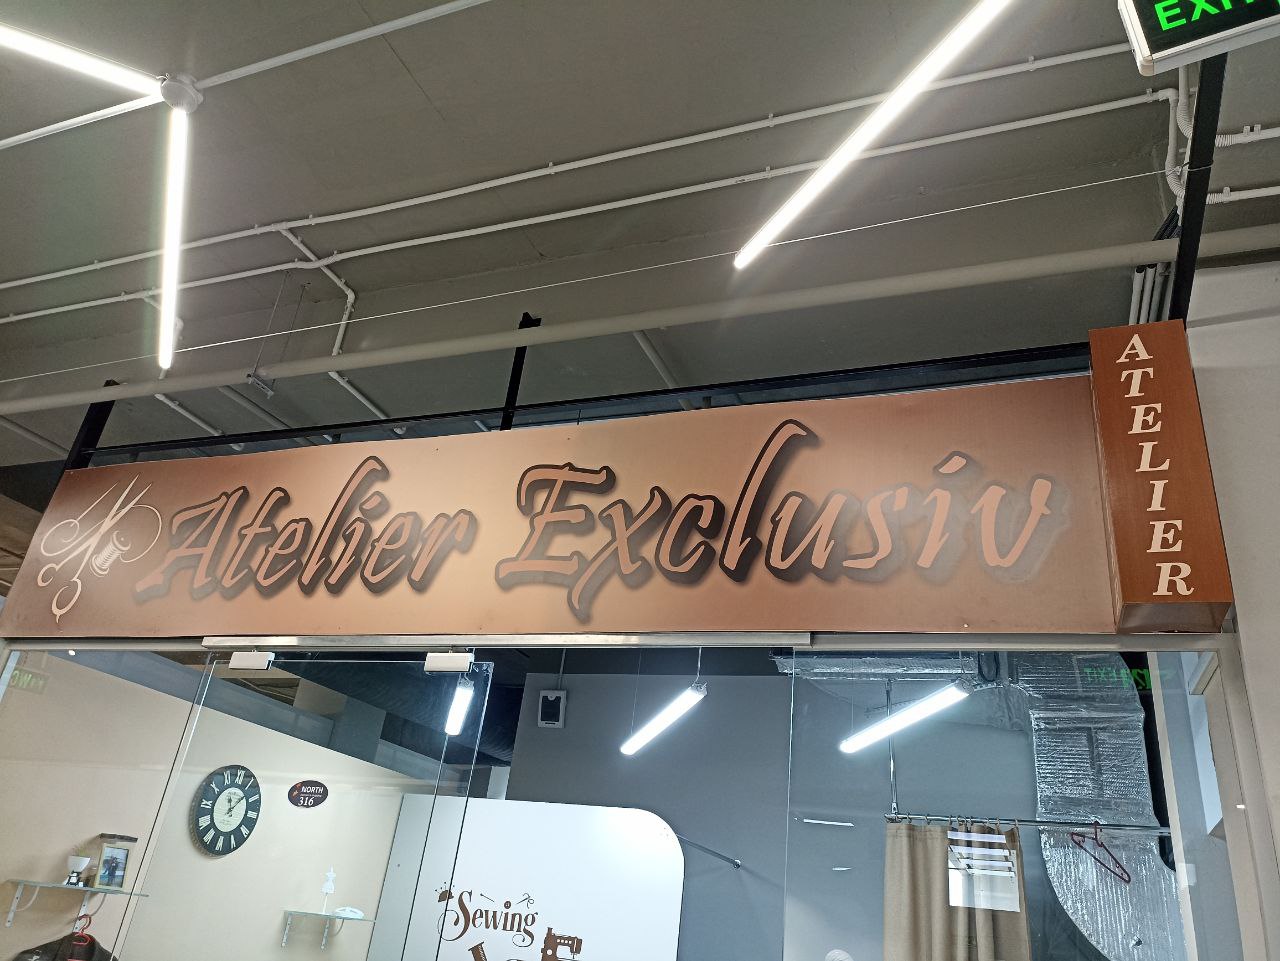 EXIT
Atelier Exclusiv
ATELIER
NORTH
316
Sewing